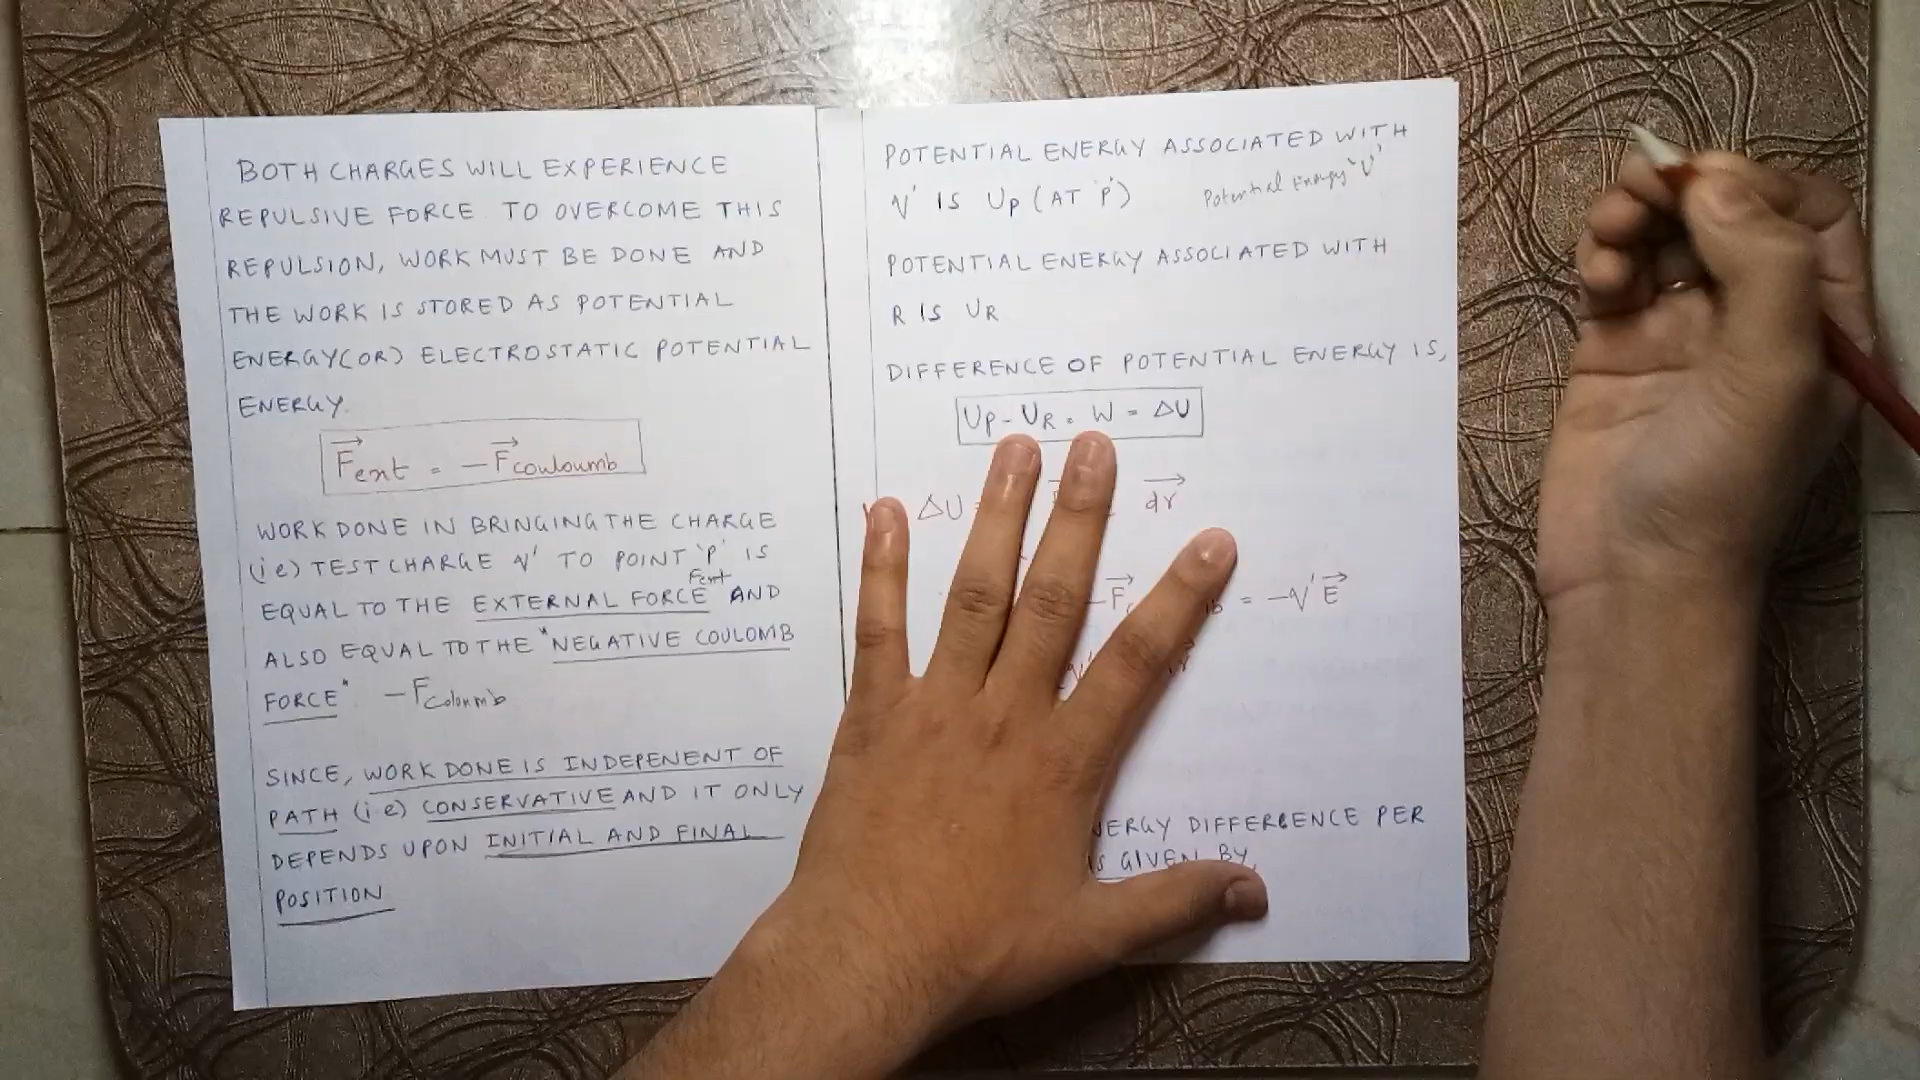 BOTH CHARGES WILL EXPERIENCE
REPULSIVE FORCE TO OVERCOME THIS
REPULSION, WORK MUST BE DONE AND
THE WORK IS STORED AS POTENTIAL
ENERGY(OR) ELECTROSTATIC POTENTIAL
ENERGY.
F⃗ext = -F⃗couloumb
WORK DONE IN BRINGING THE CHARGE
(i e) TEST CHARGE q' TO POINT 'P' IS
Fext
EQUAL TO THE EXTERNAL FORCE AND
ALSO EQUAL TO THE "NEGATIVE COULOMB
FORCE" -Fcoloumb
SINCE, WORK DONE IS INDEPENENT OF
PATH (i e) CONSERVATIVE AND IT ONLY
DEPENDS UPON INITIAL AND FINAL
POSITION
POTENTIAL ENERGY ASSOCIATED WITH
q' IS UP (AT 'P') Potential Energy 'U'
POTENTIAL ENERGY ASSOCIATED WITH
R IS UR
DIFFERENCE OF POTENTIAL ENERGY IS,
UP - UR = W = ΔU
ΔU dr⃗
-F⃗ = -q'E⃗
DIFFERENCE PER
IS GIVEN BY,